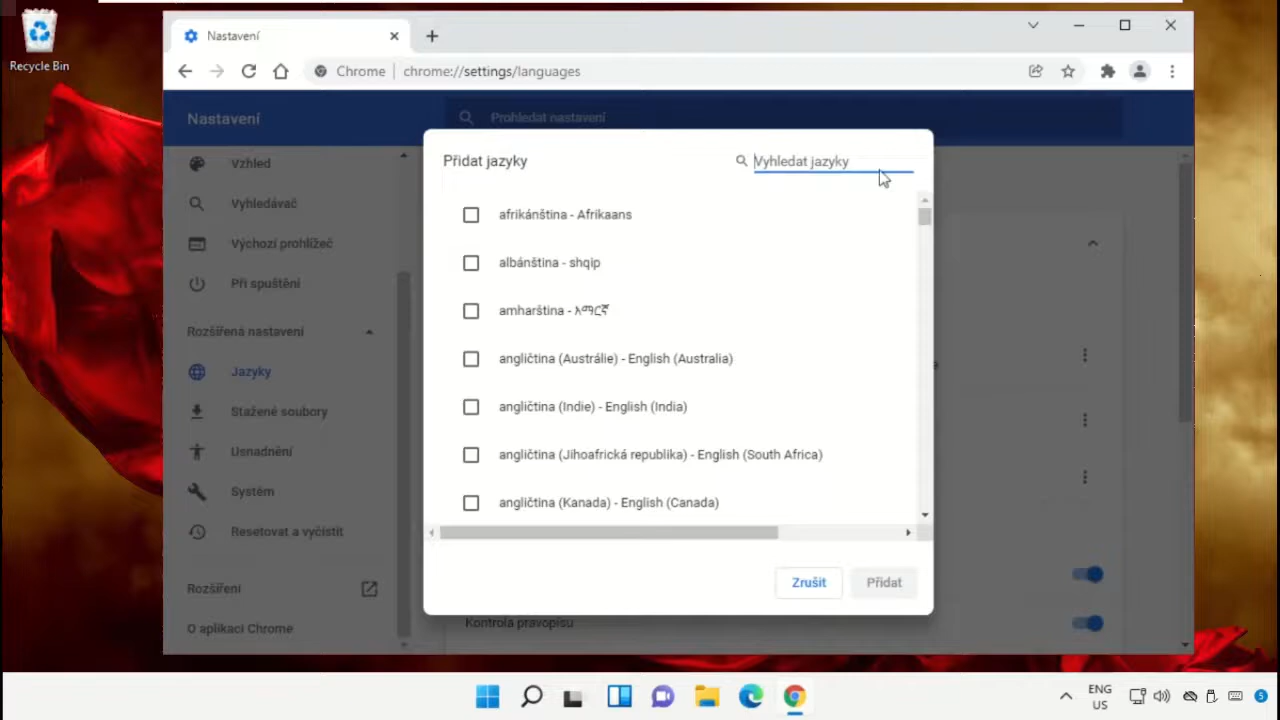 Recycle Bin
Nastavení
Chrome
chrome://settings/languages
Nastavení
Prohledat nastavení
Vzhled
Vyhledávač
Výchozí prohlížeč
Při spuštění
Rozšířená nastavení
Jazyky
Stažené soubory
Usnadnění
Systém
Resetovat a vyčistit
Rozšíření
O aplikaci Chrome
Přidat jazyky
Vyhledat jazyky
afrikánština - Afrikaans
albánština - shqip
amharština - አማርኛ
angličtina (Austrálie) - English (Australia)
angličtina (Indie) - English (India)
angličtina (Jihoafrická republika) - English (South Africa)
angličtina (Kanada) - English (Canada)
Zrušit
Přidat
Kontrola pravopisu
ENG
US
5